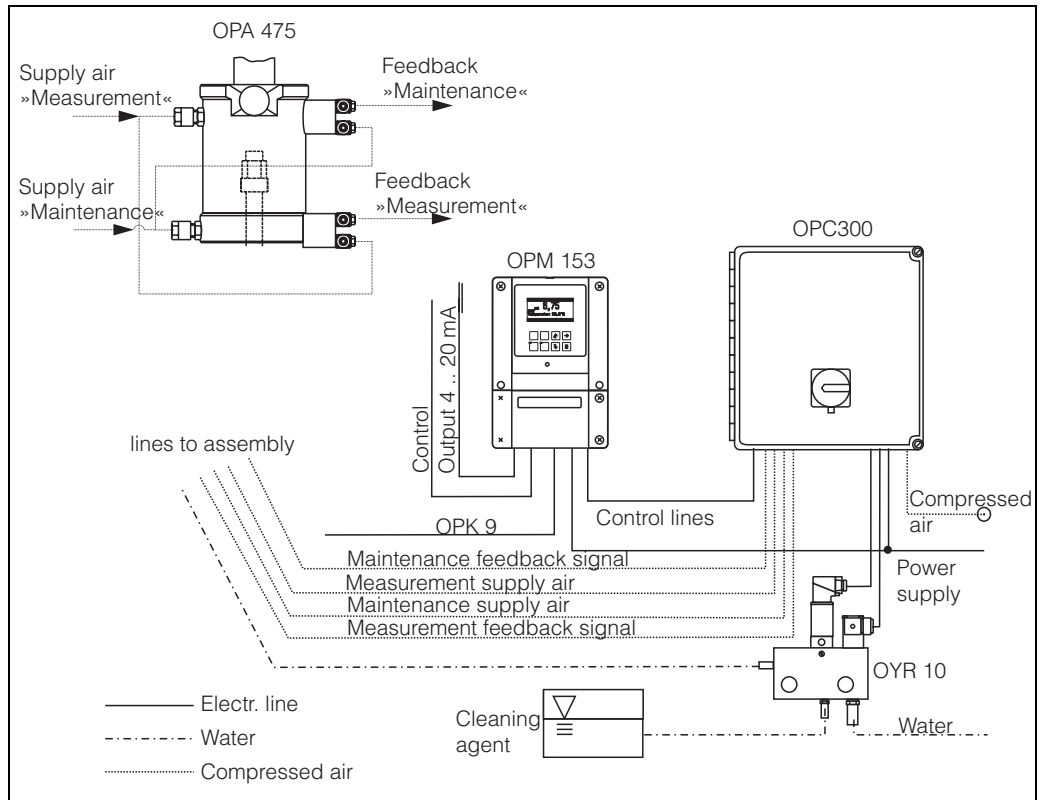 OPA 475
Supply air
»Measurement«
Feedback
»Maintenance«
Supply air
»Maintenance«
Feedback
»Measurement«
OPM 153
OPC300
Control
Output 4 .. 20 mA
lines to assembly
OPK 9
Control lines
Compressed
air
Maintenance feedback signal
Measurement supply air
Maintenance supply air
Measurement feedback signal
Power
supply
OYR 10
Electr. line
Water
Compressed air
Cleaning
agent
Water